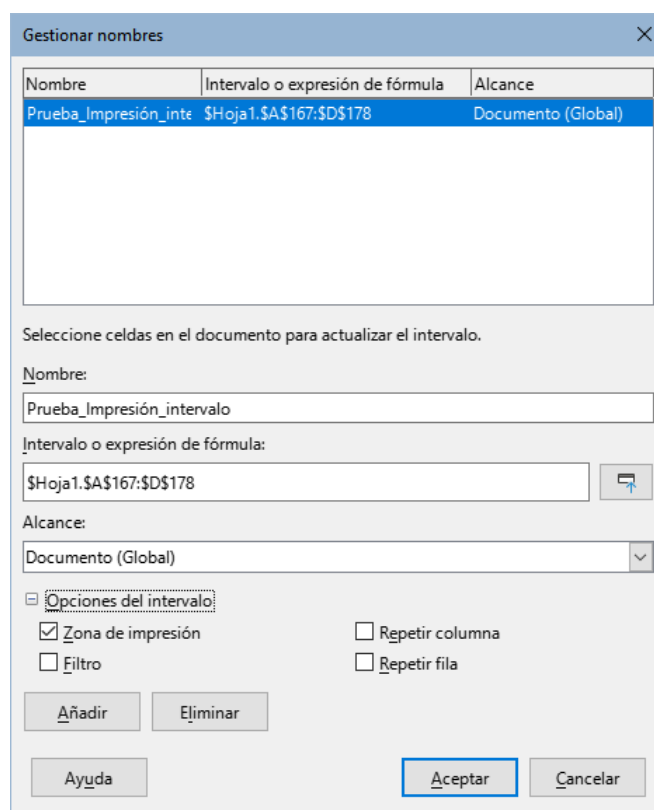 Gestionar nombres
Nombre Intervalo o expresión de fórmula Alcance
Prueba_Impresión_inte $Hoja1.$A$167:$D$178 Documento (Global)
Seleccione celdas en el documento para actualizar el intervalo.
Nombre:
Prueba_Impresión_intervalo
Intervalo o expresión de fórmula:
$Hoja1.$A$167:$D$178
Alcance:
Documento (Global)
Opciones del intervalo
Zona de impresión Repetir columna
Filtro Repetir fila
Añadir Eliminar
Ayuda Aceptar Cancelar